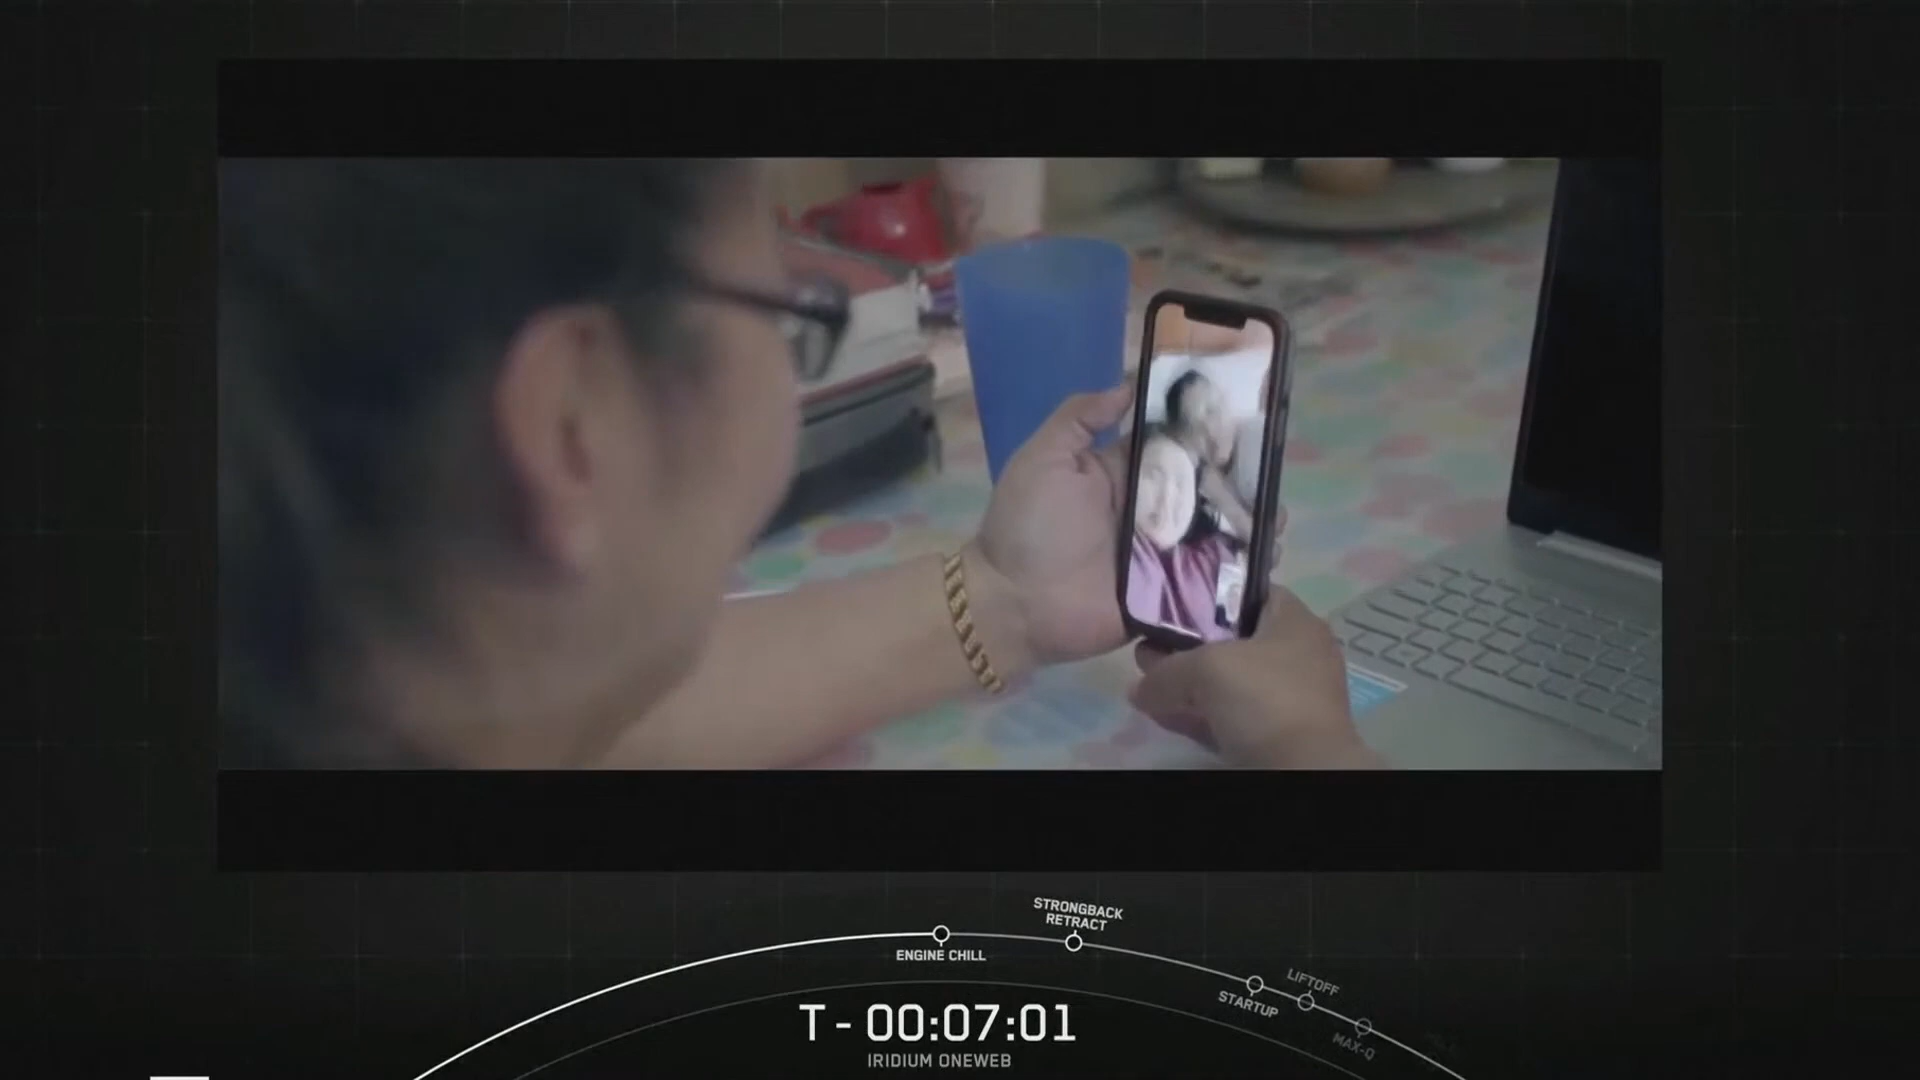 STRONGBACK
RETRACT
ENGINE CHILL
LIFTOFF
STARTUP
MAX-Q
T - 00:07:01
IRIDIUM ONEWEB